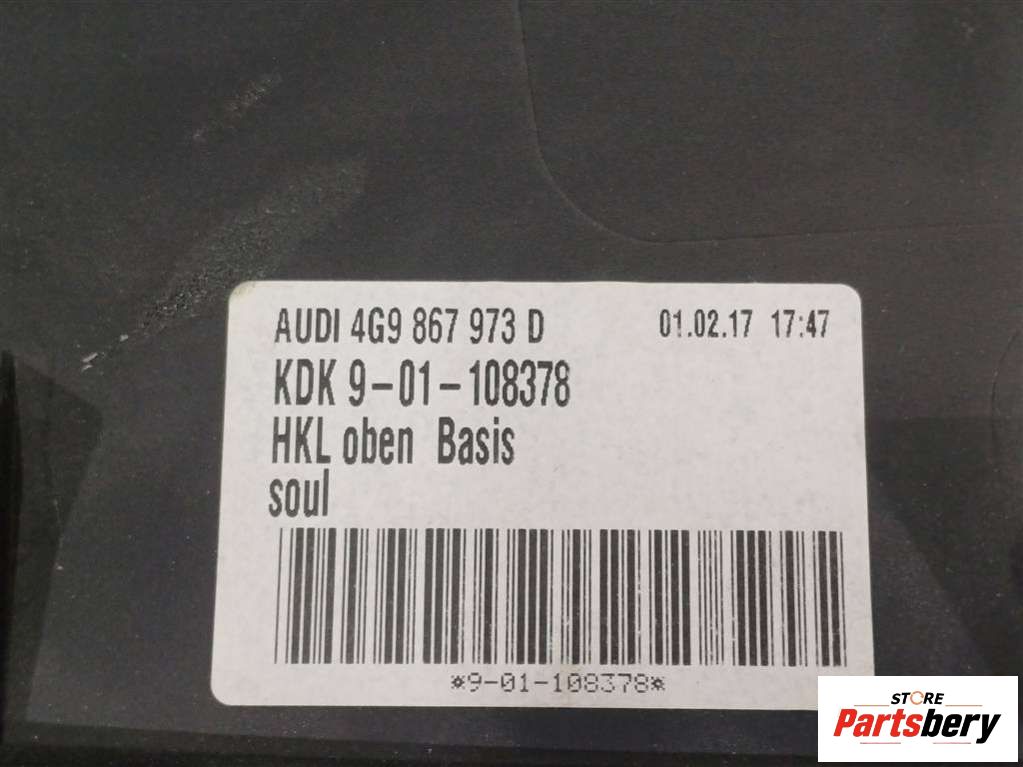 AUDI 4G9 867 973 D 01.02.17 17:47
KDK 9-01-108378
HKL oben Basis
soul
*9-01-108378*
STORE
Partsbery